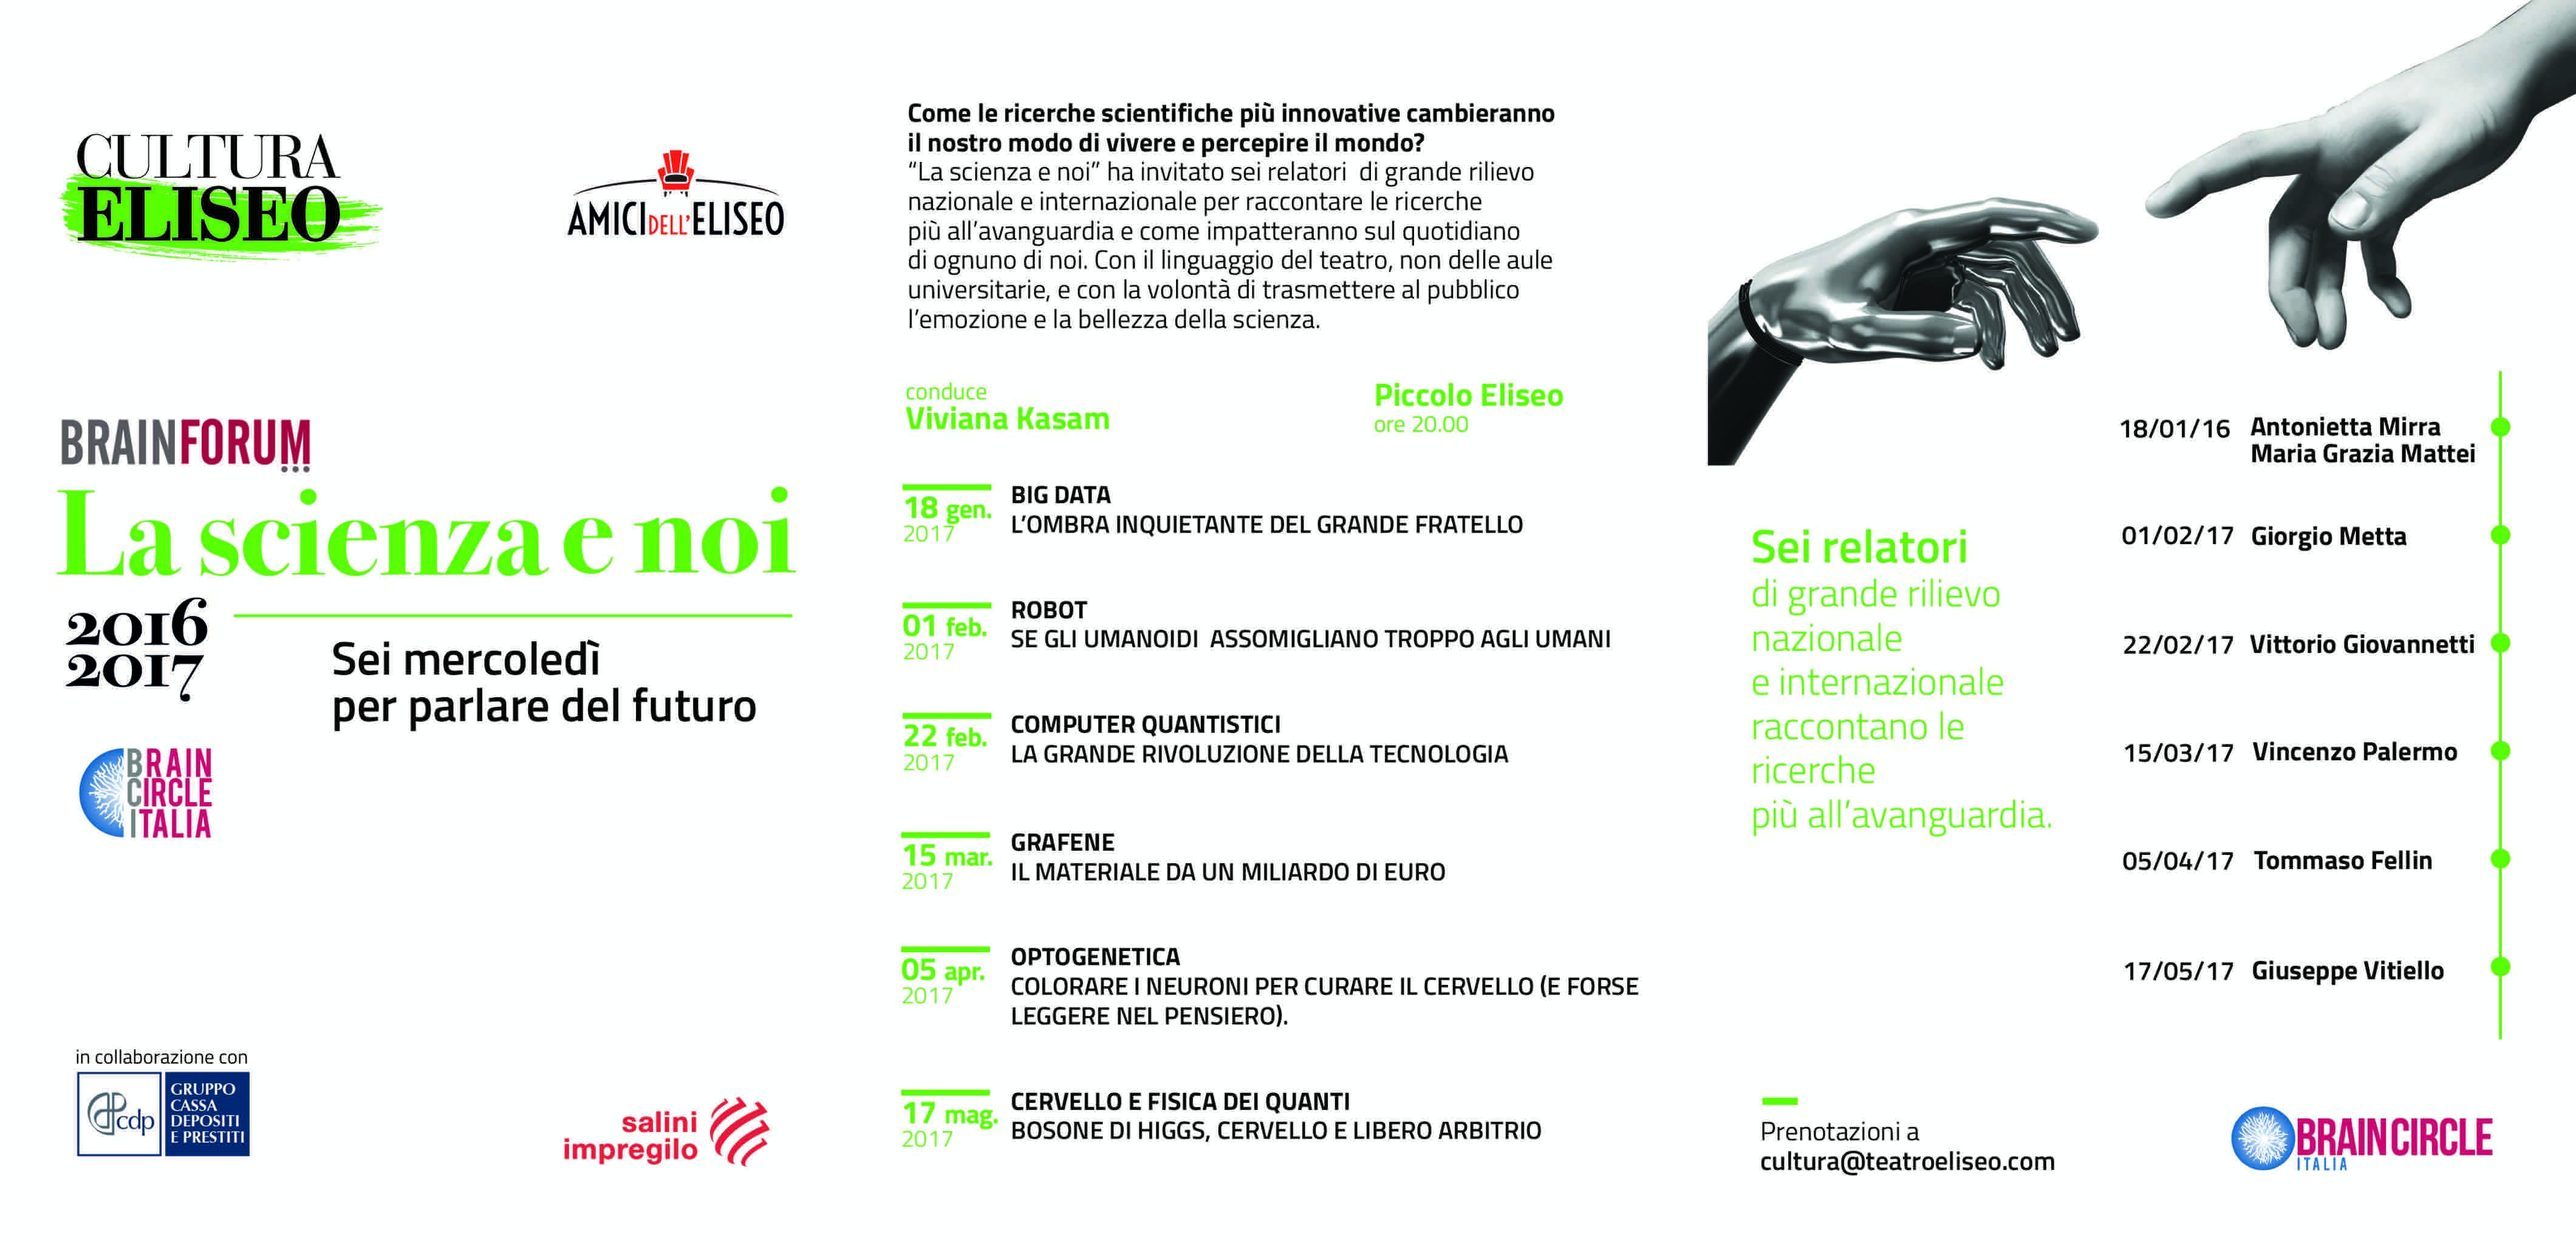 CULTURA
ELISEO
AMICI DELL'ELISEO
BRAINFORUM
La scienza e noi
2016
2017
Sei mercoledì
per parlare del futuro
BRAIN
CIRCLE
ITALIA
in collaborazione con
cdp
GRUPPO
CASSA
DEPOSITI
E PRESTITI
salini
impregilo
Come le ricerche scientifiche più innovative cambieranno
il nostro modo di vivere e percepire il mondo?
“La scienza e noi” ha invitato sei relatori di grande rilievo
nazionale e internazionale per raccontare le ricerche
più all’avanguardia e come impatteranno sul quotidiano
di ognuno di noi. Con il linguaggio del teatro, non delle aule
universitarie, e con la volontà di trasmettere al pubblico
l’emozione e la bellezza della scienza.
conduce
Viviana Kasam
Piccolo Eliseo
ore 20.00
18 gen.
2017
BIG DATA
L’OMBRA INQUIETANTE DEL GRANDE FRATELLO
01 feb.
2017
ROBOT
SE GLI UMANOIDI ASSOMIGLIANO TROPPO AGLI UMANI
22 feb.
2017
COMPUTER QUANTISTICI
LA GRANDE RIVOLUZIONE DELLA TECNOLOGIA
15 mar.
2017
GRAFENE
IL MATERIALE DA UN MILIARDO DI EURO
05 apr.
2017
OPTOGENETICA
COLORARE I NEURONI PER CURARE IL CERVELLO (E FORSE
LEGGERE NEL PENSIERO).
17 mag.
2017
CERVELLO E FISICA DEI QUANTI
BOSONE DI HIGGS, CERVELLO E LIBERO ARBITRIO
Sei relatori
di grande rilievo
nazionale
e internazionale
raccontano le
ricerche
più all’avanguardia.
18/01/16 Antonietta Mirra
Maria Grazia Mattei
01/02/17 Giorgio Metta
22/02/17 Vittorio Giovannetti
15/03/17 Vincenzo Palermo
05/04/17 Tommaso Fellin
17/05/17 Giuseppe Vitiello
Prenotazioni a
cultura@teatroeliseo.com
BRAINCIRCLE
ITALIA